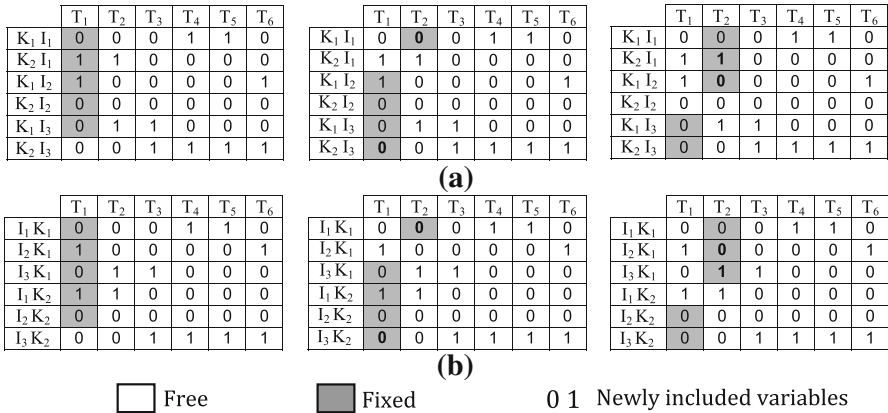 T1 T2 T3 T4 T5 T6 T1 T2 T3 T4 T5 T6 T1 T2 T3 T4 T5 T6
K1 I1 0 0 0 1 1 0 K1 I1 0 0 0 1 1 0 K1 I1 0 0 0 1 1 0
K2 I1 1 1 0 0 0 0 K2 I1 1 1 0 0 0 0 K2 I1 1 1 0 0 0 0
K1 I2 1 0 0 0 0 1 K1 I2 1 0 0 0 0 1 K1 I2 1 0 0 0 0 1
K2 I2 0 0 0 0 0 0 K2 I2 0 0 0 0 0 0 K2 I2 0 0 0 0 0 0
K1 I3 0 1 1 0 0 0 K1 I3 0 1 1 0 0 0 K1 I3 0 1 1 0 0 0
K2 I3 0 0 1 1 1 1 K2 I3 0 0 1 1 1 1 K2 I3 0 0 1 1 1 1
(a)
T1 T2 T3 T4 T5 T6 T1 T2 T3 T4 T5 T6 T1 T2 T3 T4 T5 T6
I1 K1 0 0 0 1 1 0 I1 K1 0 0 0 1 1 0 I1 K1 0 0 0 1 1 0
I2 K1 1 0 0 0 0 1 I2 K1 1 0 0 0 0 1 I2 K1 1 0 0 0 0 1
I3 K1 0 1 1 0 0 0 I3 K1 0 1 1 0 0 0 I3 K1 0 1 1 0 0 0
I1 K2 1 1 0 0 0 0 I1 K2 1 1 0 0 0 0 I1 K2 1 1 0 0 0 0
I2 K2 0 0 0 0 0 0 I2 K2 0 0 0 0 0 0 I2 K2 0 0 0 0 0 0
I3 K2 0 0 1 1 1 1 I3 K2 0 0 1 1 1 1 I3 K2 0 0 1 1 1 1
(b)
Free Fixed 0 1 Newly included variables